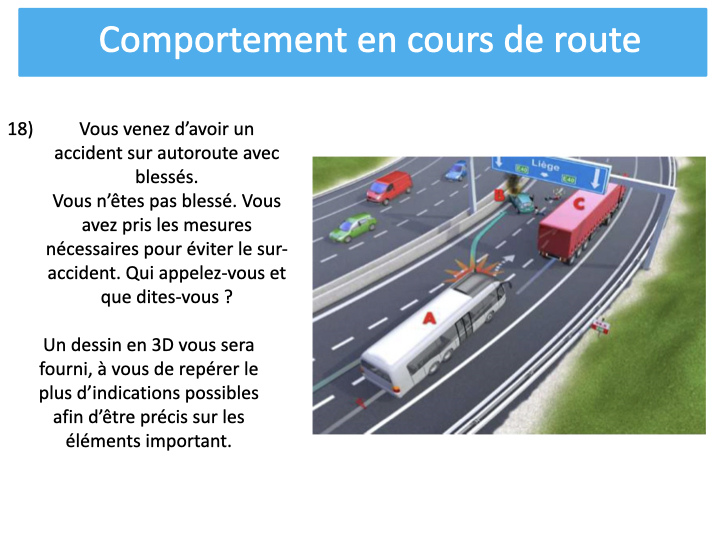 Comportement en cours de route
18) Vous venez d’avoir un
accident sur autoroute avec
blessés.
Vous n’êtes pas blessé. Vous
avez pris les mesures
nécessaires pour éviter le sur-
accident. Qui appelez-vous et
que dites-vous ?
Un dessin en 3D vous sera
fourni, à vous de repérer le
plus d’indications possibles
afin d’être précis sur les
éléments important.
Liège
E40 E40
B
C
A